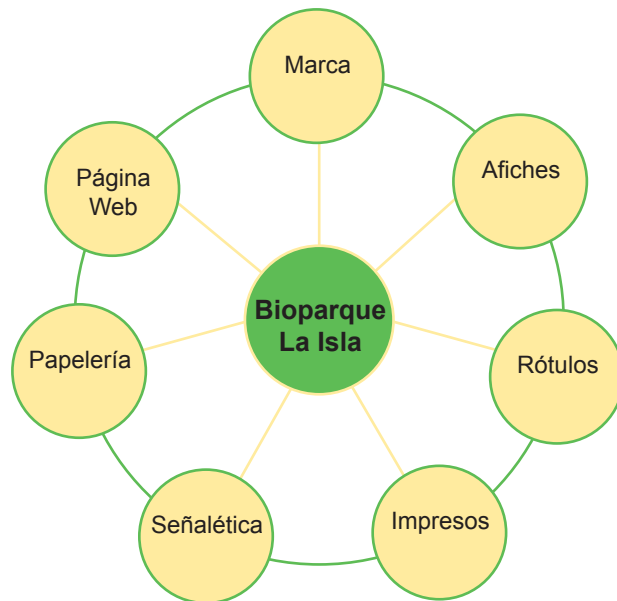 Marca
Afiches
Rótulos
Impresos
Señalética
Papelería
Página
Web
Bioparque
La Isla